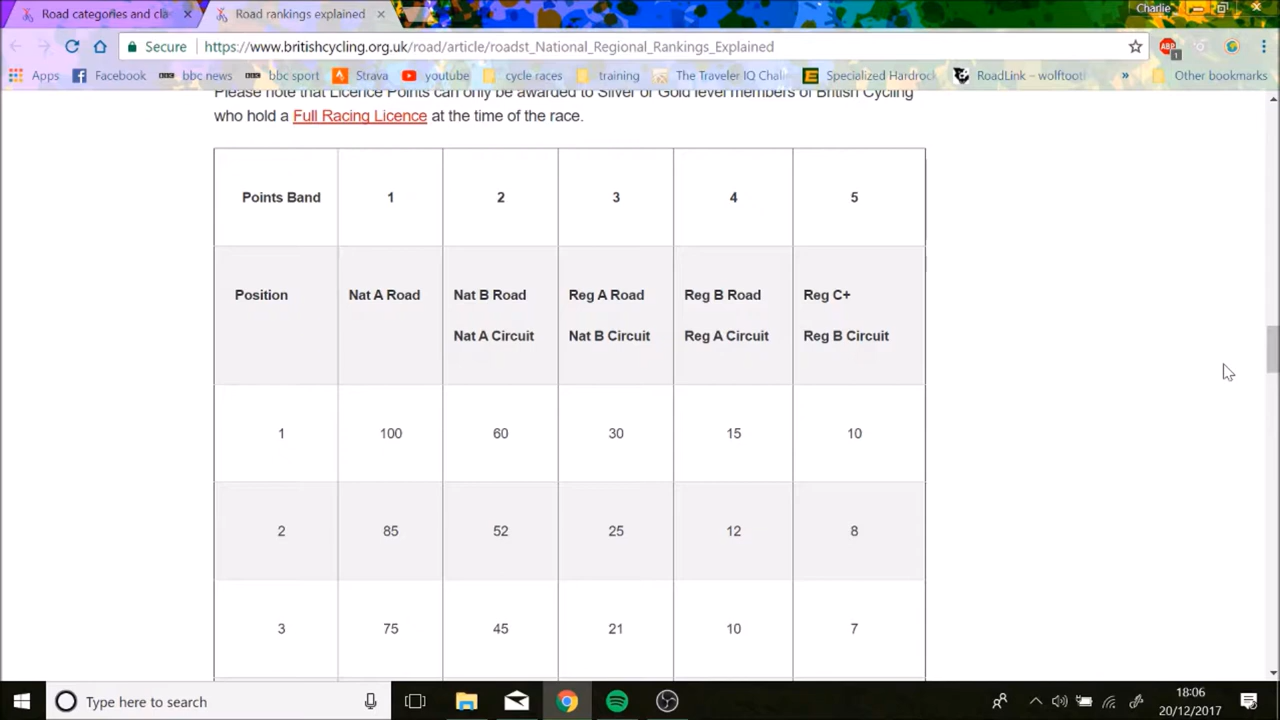 Charlie
Road categories and cla
Road rankings explained
Secure
https://www.britishcycling.org.uk/road/article/roadst_National_Regional_Rankings_Explained
ABP
1
Apps Facebook bbc news bbc sport Strava youtube cycle races training The Traveler IQ Chall Specialized Hardrock RoadLink – wolftooth » Other bookmarks
Please note that Licence Points can only be awarded to Silver or Gold level members of British Cycling
who hold a Full Racing Licence at the time of the race.
Points Band 1 2 3 4 5
Position Nat A Road Nat B Road Reg A Road Reg B Road Reg C+
Nat A Circuit Nat B Circuit Reg A Circuit Reg B Circuit
1 100 60 30 15 10
2 85 52 25 12 8
3 75 45 21 10 7
Type here to search
18:06
20/12/2017